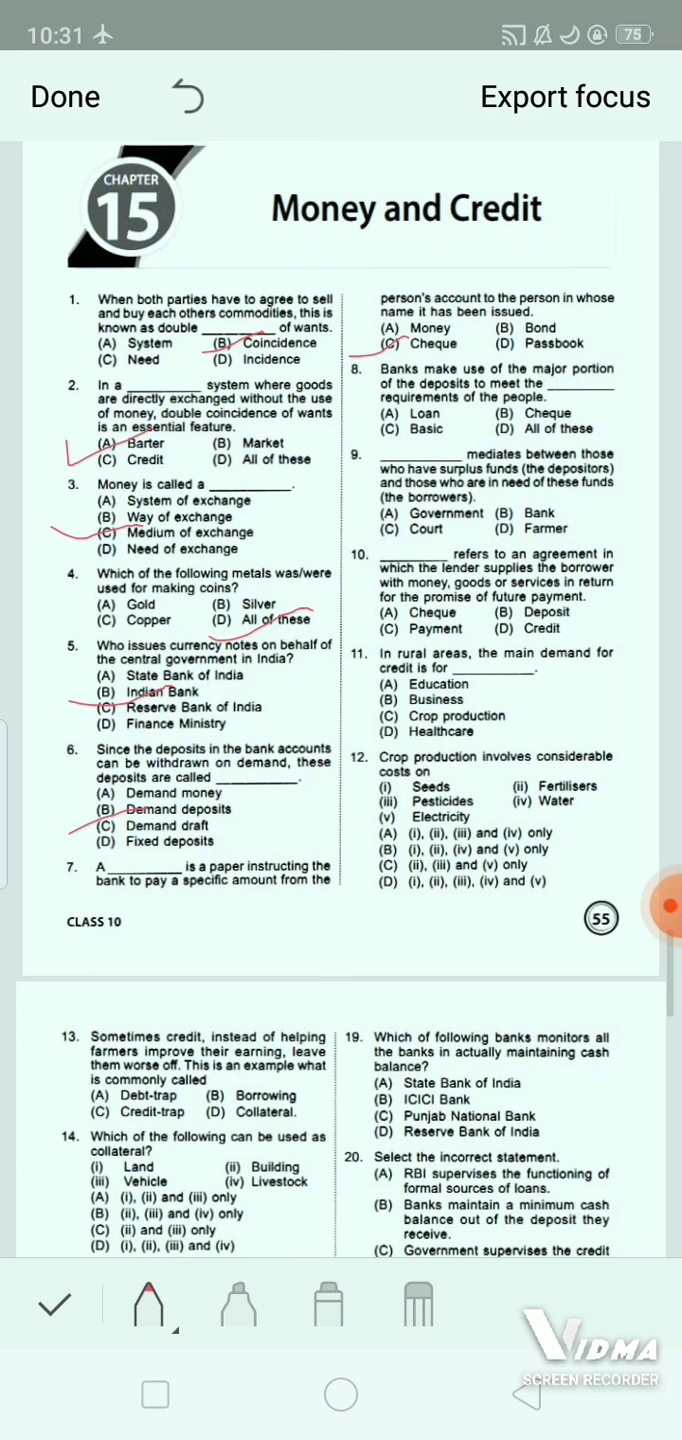 10:31
75
Done
Export focus
CHAPTER
15
Money and Credit
1. When both parties have to agree to sell
and buy each others commodities, this is
known as double __________ of wants.
(A) System (B) Coincidence
(C) Need (D) Incidence
2. In a __________ system where goods
are directly exchanged without the use
of money, double coincidence of wants
is an essential feature.
(A) Barter (B) Market
(C) Credit (D) All of these
3. Money is called a __________.
(A) System of exchange
(B) Way of exchange
(C) Medium of exchange
(D) Need of exchange
4. Which of the following metals was/were
used for making coins?
(A) Gold (B) Silver
(C) Copper (D) All of these
5. Who issues currency notes on behalf of
the central government in India?
(A) State Bank of India
(B) Indian Bank
(C) Reserve Bank of India
(D) Finance Ministry
6. Since the deposits in the bank accounts
can be withdrawn on demand, these
deposits are called __________.
(A) Demand money
(B) Demand deposits
(C) Demand draft
(D) Fixed deposits
7. A__________ is a paper instructing the
bank to pay a specific amount from the
person's account to the person in whose
name it has been issued.
(A) Money (B) Bond
(C) Cheque (D) Passbook
8. Banks make use of the major portion
of the deposits to meet the __________
requirements of the people.
(A) Loan (B) Cheque
(C) Basic (D) All of these
9. __________ mediates between those
who have surplus funds (the depositors)
and those who are in need of these funds
(the borrowers).
(A) Government (B) Bank
(C) Court (D) Farmer
10. __________ refers to an agreement in
which the lender supplies the borrower
with money, goods or services in return
for the promise of future payment.
(A) Cheque (B) Deposit
(C) Payment (D) Credit
11. In rural areas, the main demand for
credit is for __________.
(A) Education
(B) Business
(C) Crop production
(D) Healthcare
12. Crop production involves considerable
costs on
(i) Seeds (ii) Fertilisers
(iii) Pesticides (iv) Water
(v) Electricity
(A) (i), (ii), (iii) and (iv) only
(B) (i), (ii), (iv) and (v) only
(C) (ii), (iii) and (v) only
(D) (i), (ii), (iii), (iv) and (v)
CLASS 10
55
13. Sometimes credit, instead of helping
farmers improve their earning, leave
them worse off. This is an example what
is commonly called
(A) Debt-trap (B) Borrowing
(C) Credit-trap (D) Collateral.
14. Which of the following can be used as
collateral?
(i) Land (ii) Building
(iii) Vehicle (iv) Livestock
(A) (i), (ii) and (iii) only
(B) (ii), (iii) and (iv) only
(C) (ii) and (iii) only
(D) (i), (ii), (iii) and (iv)
19. Which of following banks monitors all
the banks in actually maintaining cash
balance?
(A) State Bank of India
(B) ICICI Bank
(C) Punjab National Bank
(D) Reserve Bank of India
20. Select the incorrect statement.
(A) RBI supervises the functioning of
formal sources of loans.
(B) Banks maintain a minimum cash
balance out of the deposit they
receive.
(C) Government supervises the credit
VIDMA
SCREEN RECORDER